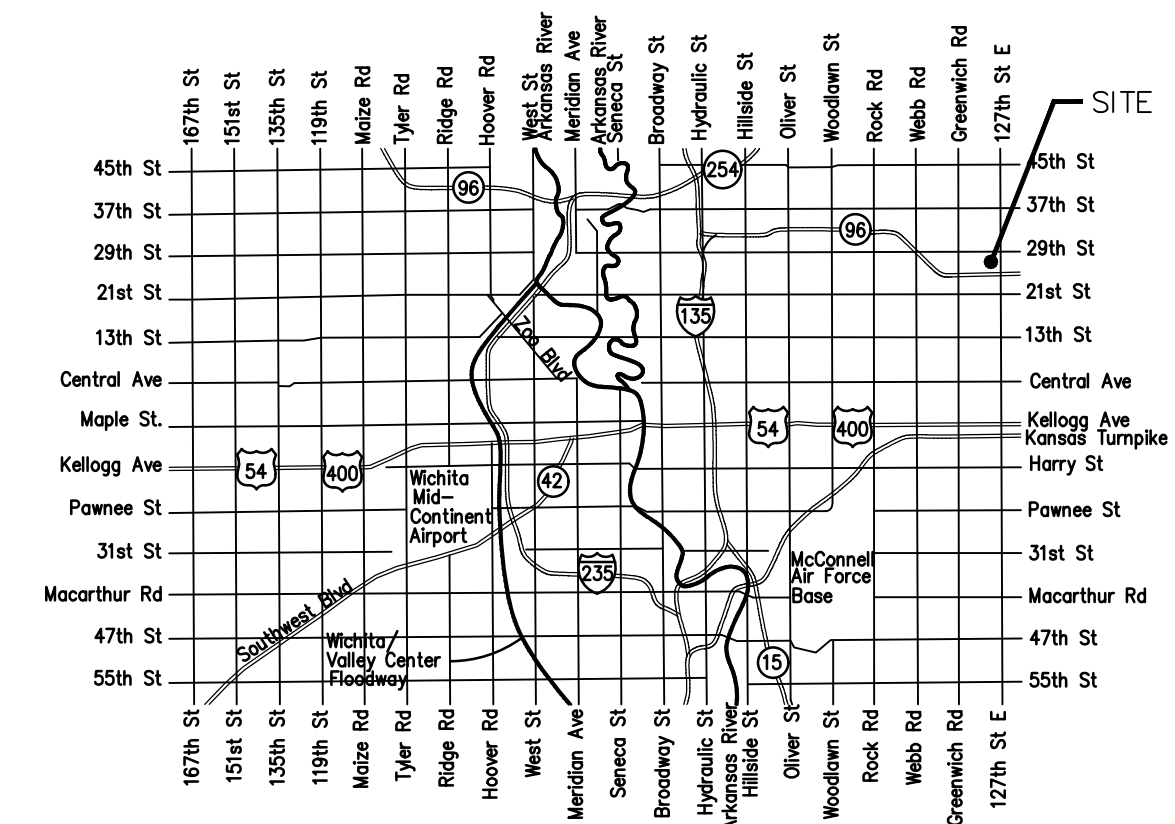 167th St
151st St
135th St
119th St
Maize Rd
Tyler Rd
Ridge Rd
Hoover Rd
West St
Arkansas River
Meridian Ave
Arkansas River
Seneca St
Broadway St
Hydraulic St
Hillside St
Oliver St
Woodlawn St
Rock Rd
Webb Rd
Greenwich Rd
127th St E
SITE
45th St
254
45th St
96
37th St
37th St
96
29th St
29th St
21st St
21st St
135
13th St
13th St
Zoo Blvd
Central Ave
Central Ave
Maple St.
54
400
Kellogg Ave
Kansas Turnpike
Kellogg Ave
54
400
Harry St
Wichita
Mid-
Continent
Airport
42
Pawnee St
Pawnee St
31st St
31st St
235
McConnell
Air Force
Base
Macarthur Rd
Macarthur Rd
Southwest Blvd
47th St
47th St
Wichita/
Valley Center
Floodway
15
55th St
55th St
167th St
151st St
135th St
119th St
Maize Rd
Tyler Rd
Ridge Rd
Hoover Rd
West St
Meridian Ave
Seneca St
Broadway St
Hydraulic St
Arkansas River
Hillside St
Oliver St
Woodlawn St
Rock Rd
Webb Rd
Greenwich Rd
127th St E